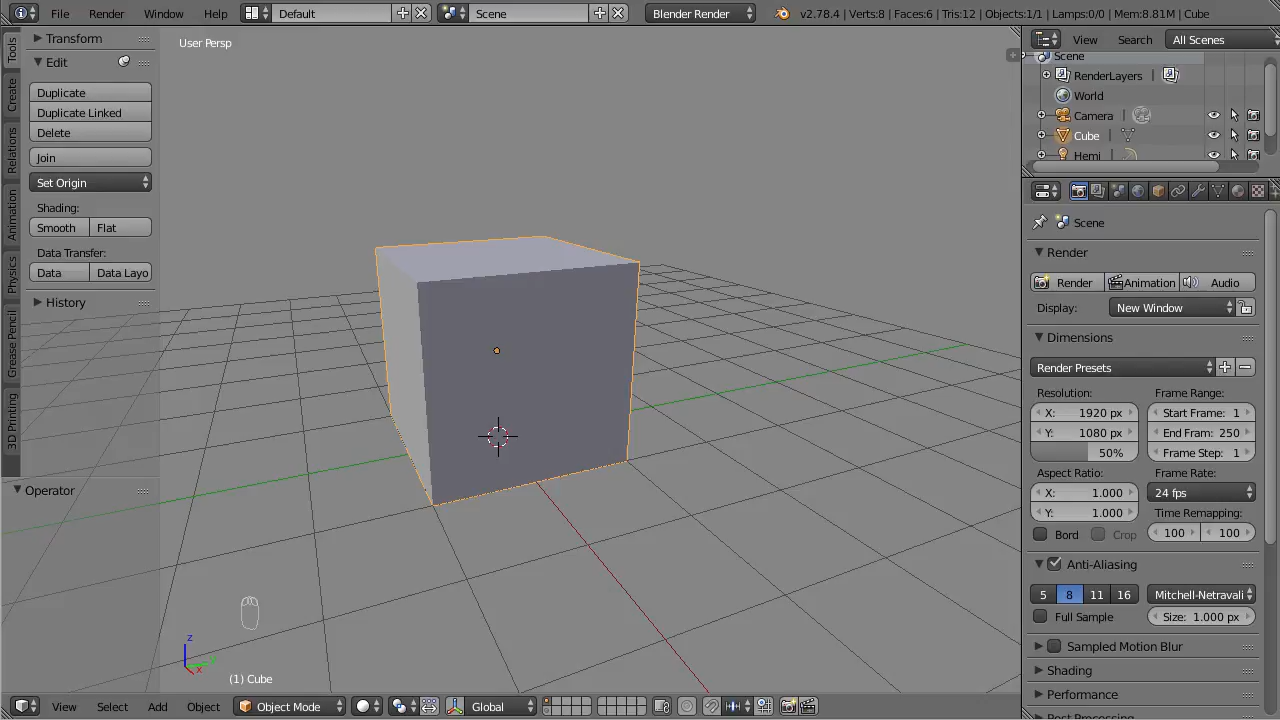 File Render Window Help Default Scene Blender Render v2.78.4 | Verts:8 | Faces:6 | Tris:12 | Objects:1/1 | Lamps:0/0 | Mem:8.81M | Cube
Tools
Create
Relations
Animation
Physics
Grease Pencil
3D Printing
Transform
Edit
Duplicate
Duplicate Linked
Delete
Join
Set Origin
Shading:
Smooth Flat
Data Transfer:
Data Data Layo
History
Operator
User Persp
z
y
x
(1) Cube
View Select Add Object Object Mode Global
View Search All Scenes
Scene
RenderLayers
World
Camera
Cube
Hemi
Scene
Render
Render Animation Audio
Display: New Window
Dimensions
Render Presets
Resolution: Frame Range:
X: 1920 px Start Frame: 1
Y: 1080 px End Fram: 250
50% Frame Step: 1
Aspect Ratio: Frame Rate:
X: 1.000 24 fps
Y: 1.000 Time Remapping:
Bord Crop 100 100
Anti-Aliasing
5 8 11 16 Mitchell-Netravali
Full Sample Size: 1.000 px
Sampled Motion Blur
Shading
Performance
Post Processing